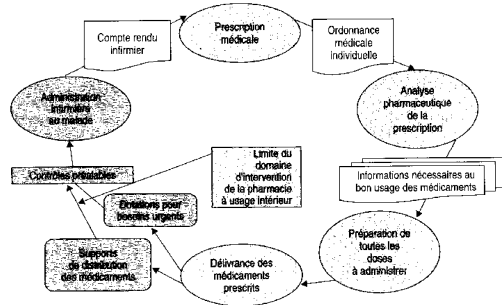 Prescription
médicale
Compte rendu
infirmier
Ordonnance
médicale
individuelle
Administration
infirmière
au malade
Analyse
pharmaceutique
de la
prescription
Contrôles préalables
Limite du
domaine
d'intervention
de la pharmacie
à usage intérieur
Informations nécessaires au
bon usage des médicaments
Dotations pour
besoins urgents
Supports
de distribution
des médicaments
Délivrance des
médicaments
prescrits
Préparation de
toutes les
doses
à administrer